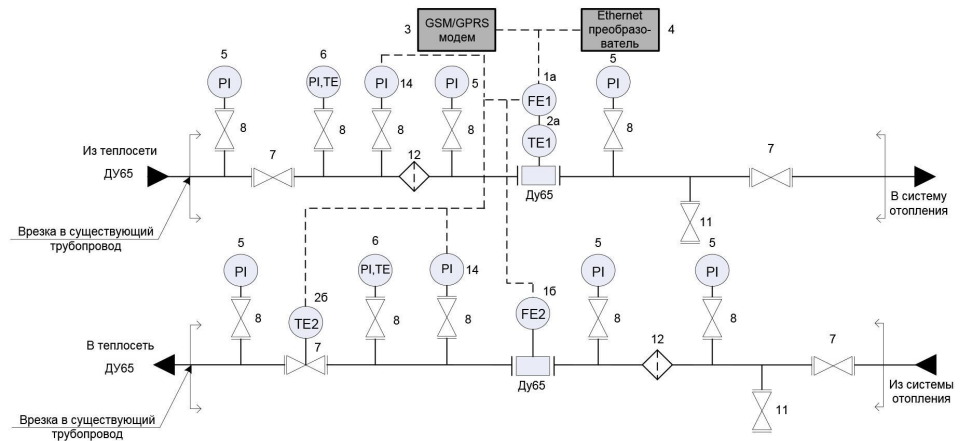 3
GSM/GPRS
модем
Ethernet
преобразо-
ватель
4
5
PI
8
6
PI,TE
8
PI
14
8
5
PI
8
1а
FE1
2а
TE1
5
PI
8
Из теплосети
ДУ65
7
12
Ду65
7
11
В систему
отопления
Врезка в существующий
трубопровод
5
PI
8
2б
TE2
7
6
PI,TE
8
PI
14
8
1б
FE2
5
PI
8
12
5
PI
8
7
В теплосеть
ДУ65
Ду65
11
Из системы
отопления
Врезка в существующий
трубопровод